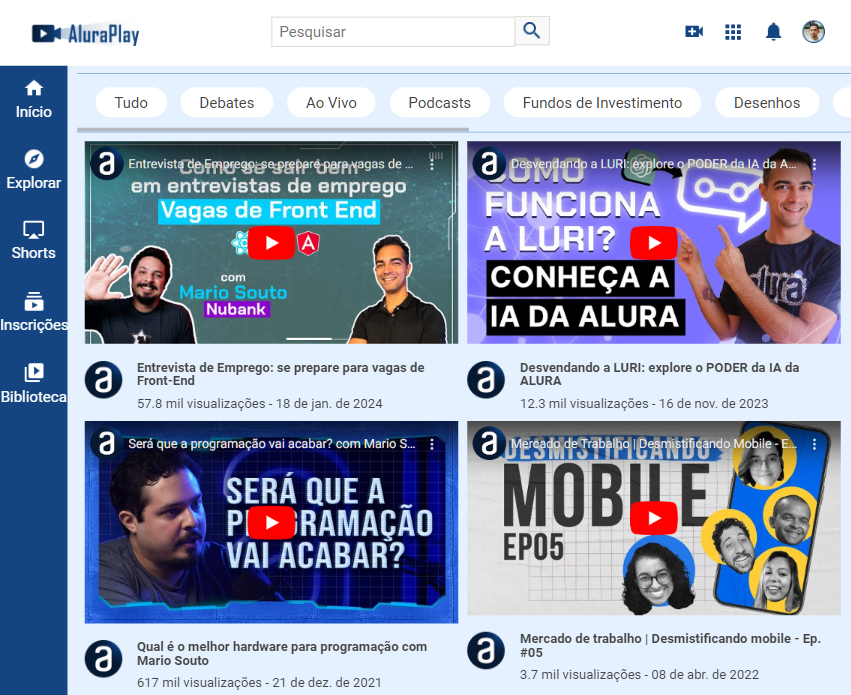 AluraPlay
Pesquisar
Início
Explorar
Shorts
Inscrições
Biblioteca
Tudo
Debates
Ao Vivo
Podcasts
Fundos de Investimento
Desenhos
a
Entrevista de Emprego: se prepare para vagas de ...
Como se sair bem
em entrevistas de emprego
Vagas de Front End
com
Mario Souto
Nubank
a
Entrevista de Emprego: se prepare para vagas de
Front-End
57.8 mil visualizações - 18 de jan. de 2024
a
Desvendando a LURI: explore o PODER da IA da A...
COMO
FUNCIONA
A LURI?
CONHEÇA A
IA DA ALURA
alura
a
Desvendando a LURI: explore o PODER da IA da
ALURA
12.3 mil visualizações - 16 de nov. de 2023
a
Será que a programação vai acabar? com Mario S...
SERÁ QUE A
PROGRAMAÇÃO
VAI ACABAR?
a
Qual é o melhor hardware para programação com
Mario Souto
617 mil visualizações - 21 de dez. de 2021
a
Mercado de Trabalho | Desmistificando Mobile - E...
DESMISTIFICANDO
MOBILE
EP05
a
Mercado de trabalho | Desmistificando mobile - Ep.
#05
3.7 mil visualizações - 08 de abr. de 2022